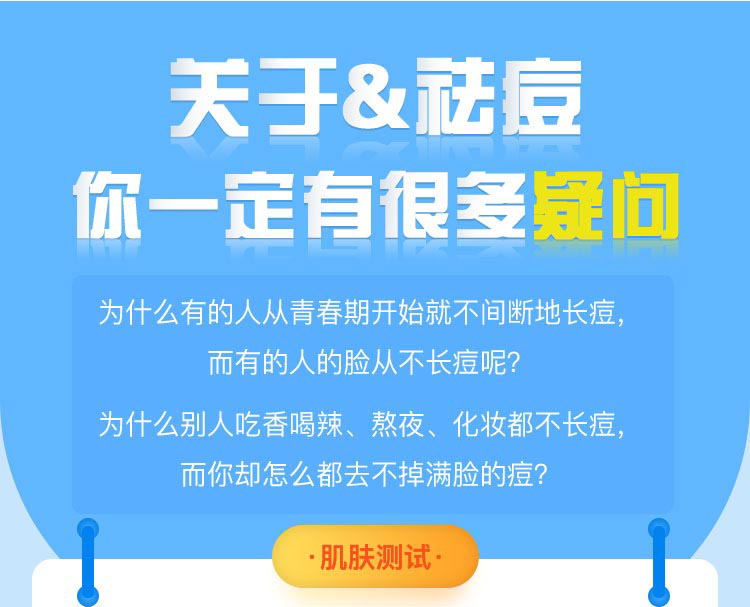 关于&祛痘
你一定有很多疑问
为什么有的人从青春期开始就不间断地长痘，
而有的人的脸从不长痘呢？
为什么别人吃香喝辣、熬夜、化妆都不长痘，
而你却怎么都去不掉满脸的痘？
·肌肤测试·